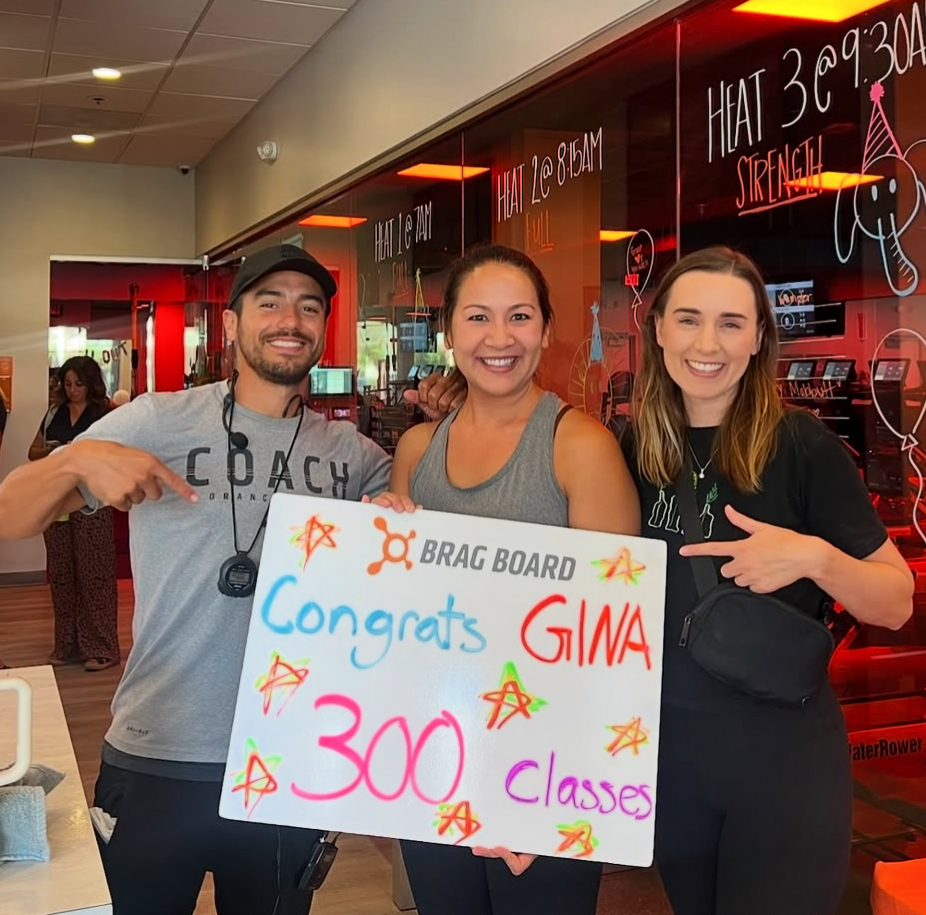 HEAT 1 @ 7AM
FULL
HEAT 2 @ 8:15AM
FULL
HEAT 3 @ 9:30A
STRENGTH
COACH
BRAG BOARD
Congrats GINA
300 Classes
WaterRower